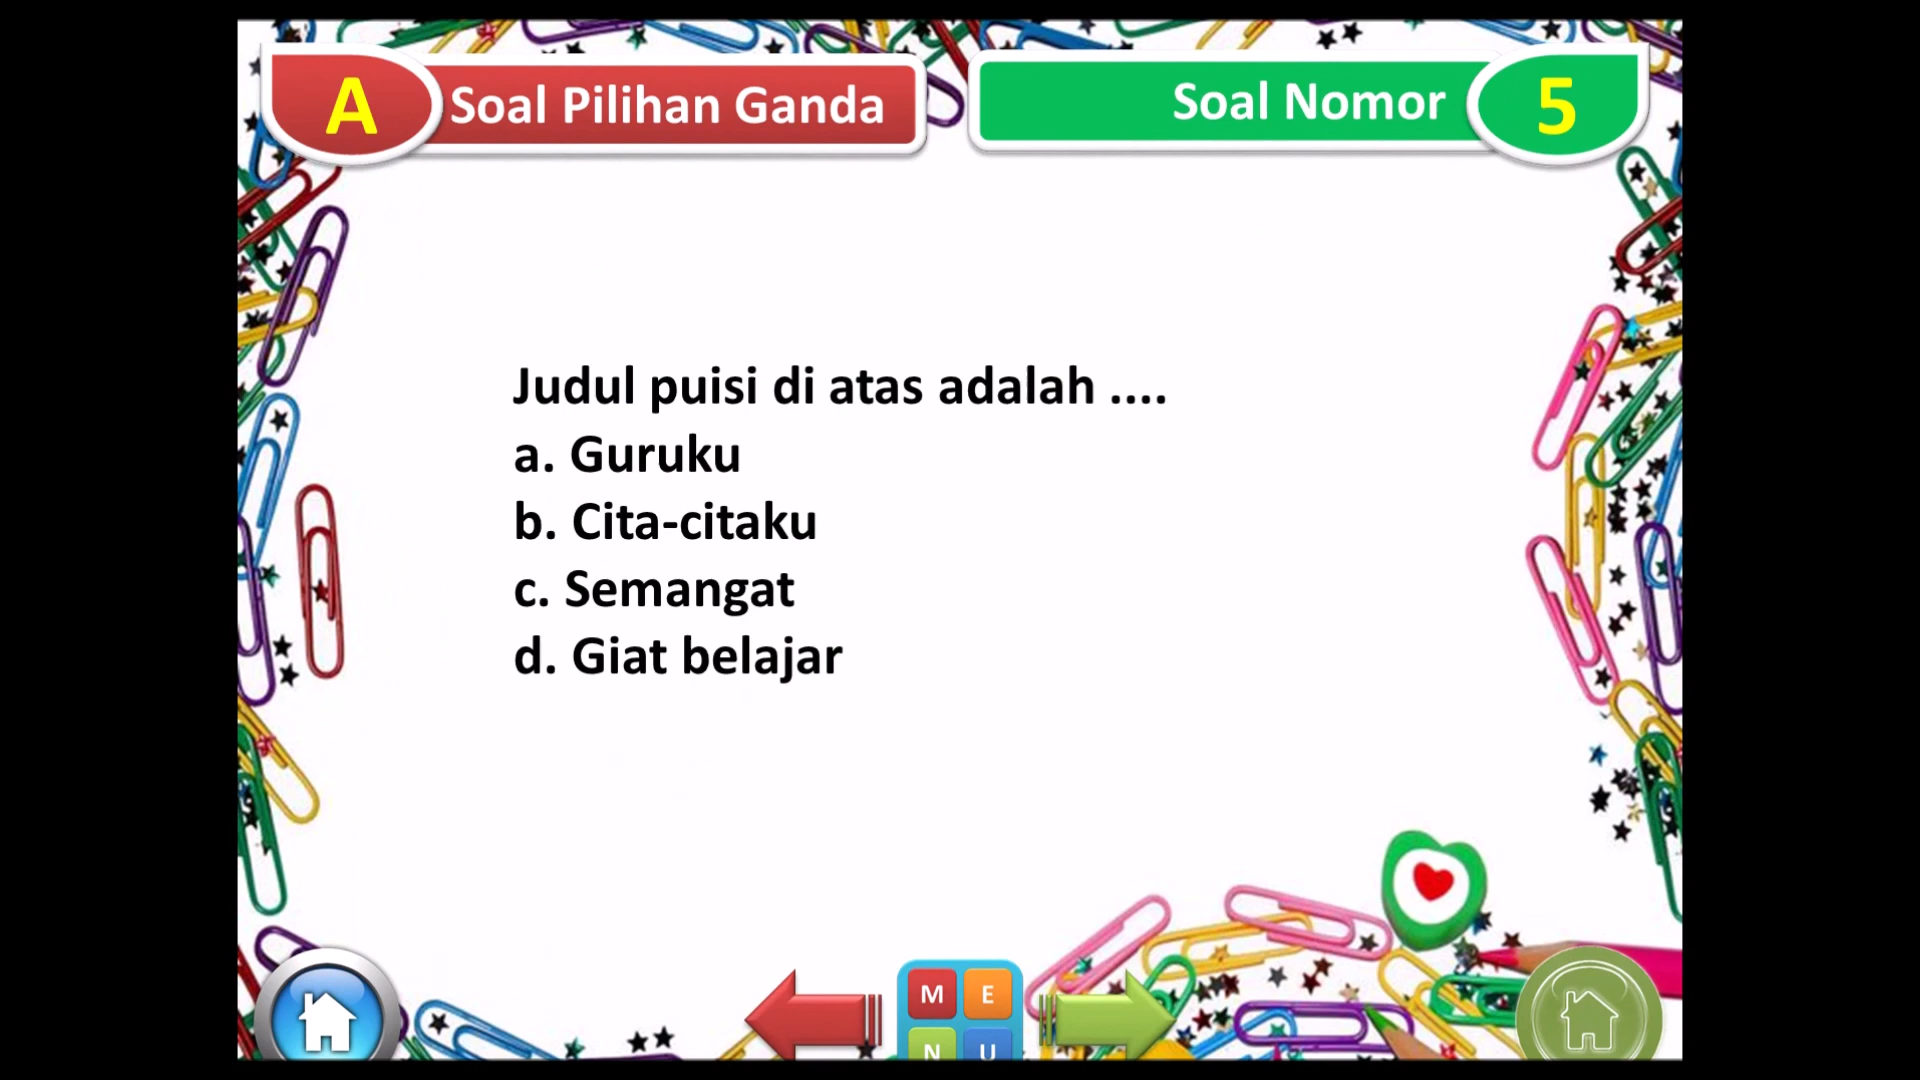 A Soal Pilihan Ganda
Soal Nomor 5
Judul puisi di atas adalah ....
a. Guruku
b. Cita-citaku
c. Semangat
d. Giat belajar
M E
N U